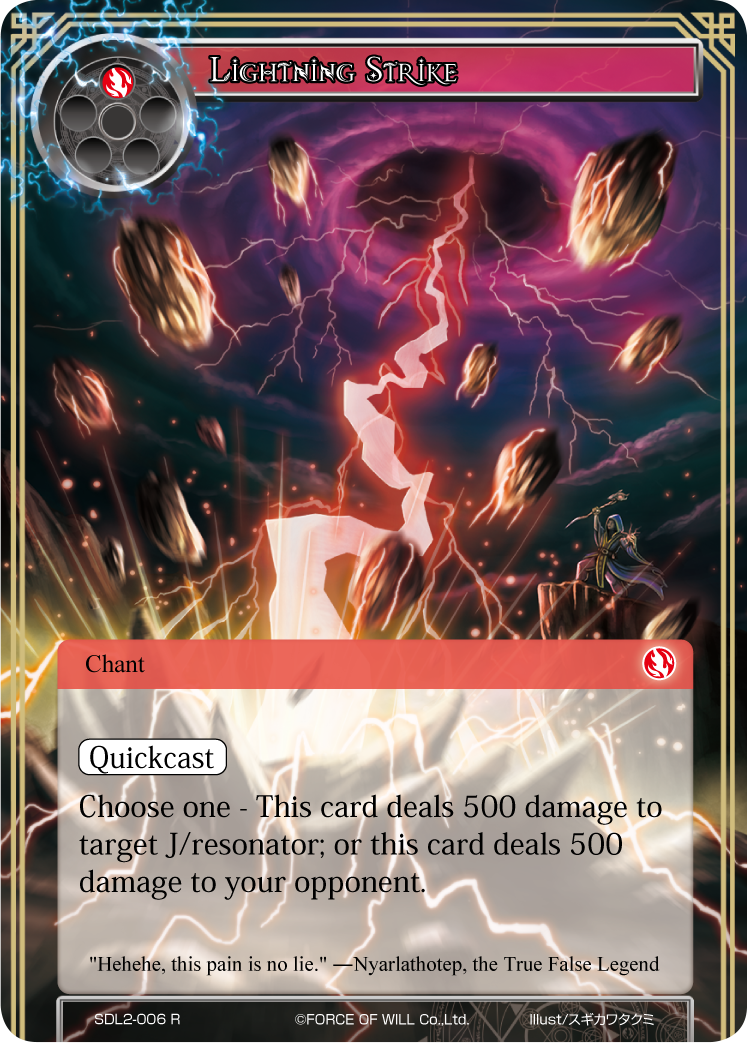 Lightning Strike
Chant
Quickcast
Choose one - This card deals 500 damage to
target J/resonator; or this card deals 500
damage to your opponent.
"Hehehe, this pain is no lie." —Nyarlathotep, the True False Legend
SDL2-006 R ©FORCE OF WILL Co.,Ltd. Illust/スギカワタクミ